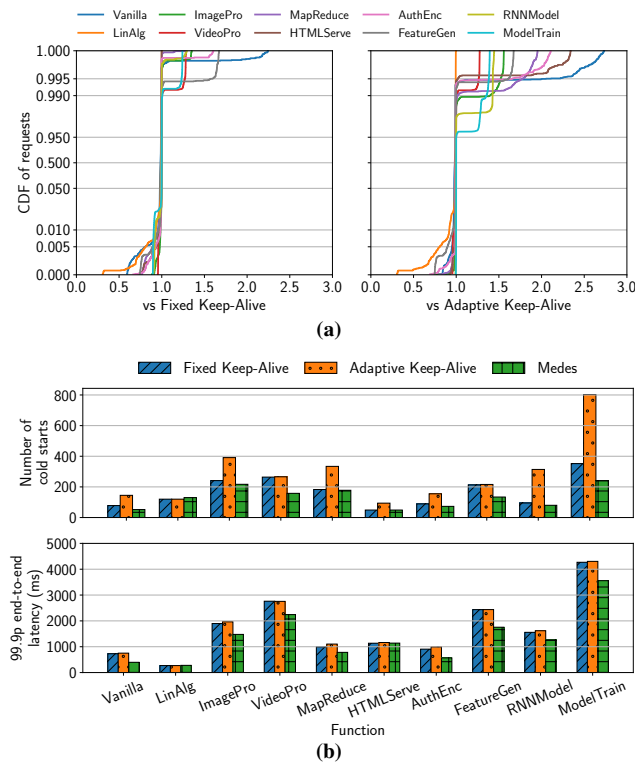 Vanilla ImagePro MapReduce AuthEnc RNNModel
LinAlg VideoPro HTMLServe FeatureGen ModelTrain
CDF of requests
1.000
0.995
0.990
0.950
0.500
0.050
0.010
0.005
0.000
0.0 0.5 1.0 1.5 2.0 2.5 3.0
vs Fixed Keep-Alive
0.0 0.5 1.0 1.5 2.0 2.5 3.0
vs Adaptive Keep-Alive
(a)
Fixed Keep-Alive Adaptive Keep-Alive Medes
Number of
cold starts
800
600
400
200
0
99.9p end-to-end
latency (ms)
5000
4000
3000
2000
1000
0
Vanilla LinAlg ImagePro VideoPro MapReduce HTMLServe AuthEnc FeatureGen RNNModel ModelTrain
Function
(b)